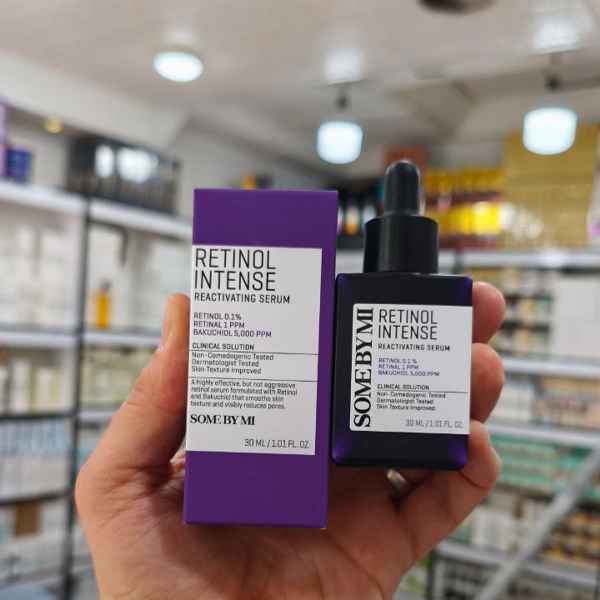 RETINOL
INTENSE
REACTIVATING SERUM
RETINOL 0.1%
RETINAL 1 PPM
BAKUCHIOL 5,000 PPM
CLINICAL SOLUTION
Non-Comedogenic Tested
Dermatologist Tested
Skin Texture Improved
A highly effective, but not aggressive
retinol serum formulated with Retinol
and Bakuchiol that smooths skin
texture and visibly reduces pores.
SOME BY MI
30 ML / 1.01 FL. OZ.
SOME BY MI
RETINOL
INTENSE
REACTIVATING SERUM
RETINOL 0.1 %
RETINAL 1 PPM
BAKUCHIOL 5,000 PPM
CLINICAL SOLUTION
Non-Comedogenic Tested
Dermatologist Tested
Skin Texture Improved
30 ML / 1.01 FL. OZ.